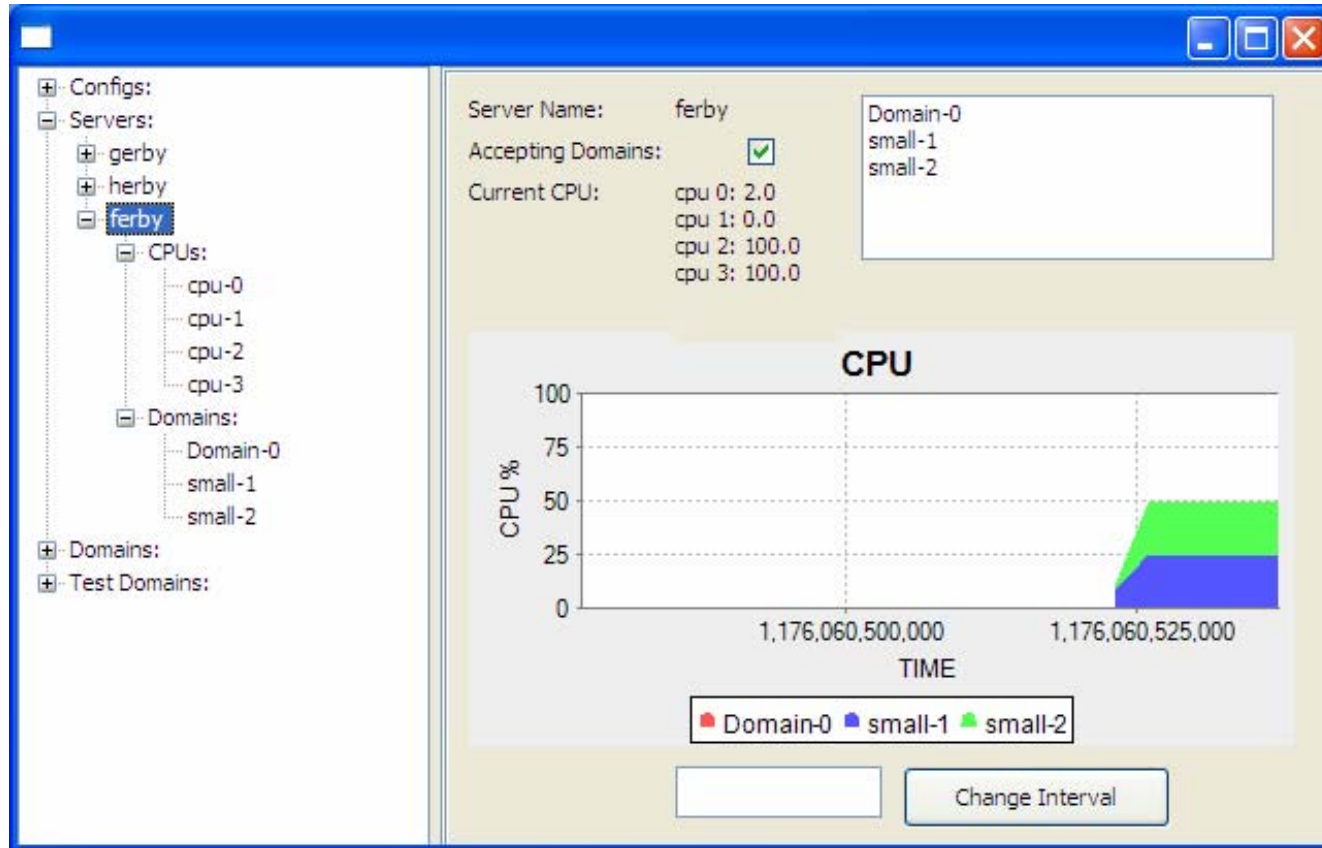 Configs:
Servers:
gerby
herby
ferby
CPUs:
cpu-0
cpu-1
cpu-2
cpu-3
Domains:
Domain-0
small-1
small-2
Domains:
Test Domains:
Server Name: ferby
Accepting Domains:
Current CPU: cpu 0: 2.0
cpu 1: 0.0
cpu 2: 100.0
cpu 3: 100.0
Domain-0
small-1
small-2
CPU
CPU %
100
75
50
25
0
1,176,060,500,000 1,176,060,525,000
TIME
Domain-0 small-1 small-2
Change Interval